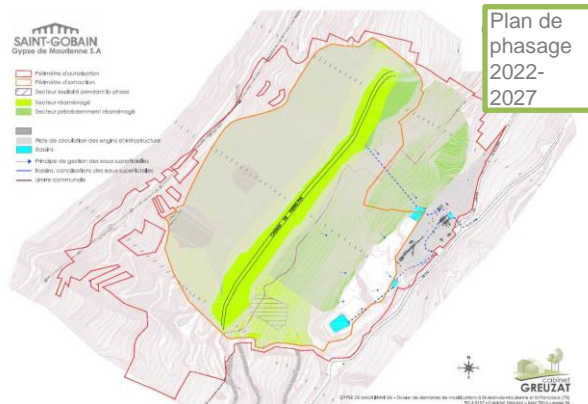 SAINT-GOBAIN
Gypse de Maurienne S.A
Plan de
phasage
2022-
2027
Périmètre d'autorisation
Périmètre d'extraction
Secteur exploité pendant la phase
Secteur réaménagé
Secteur précédemment réaménagé
Piste de circulation des engins et infrastructure
Bassins
Principe de gestion des eaux superficielles
Bassins, canalisations des eaux superficielles
Limite communale
cabinet
GREUZAT